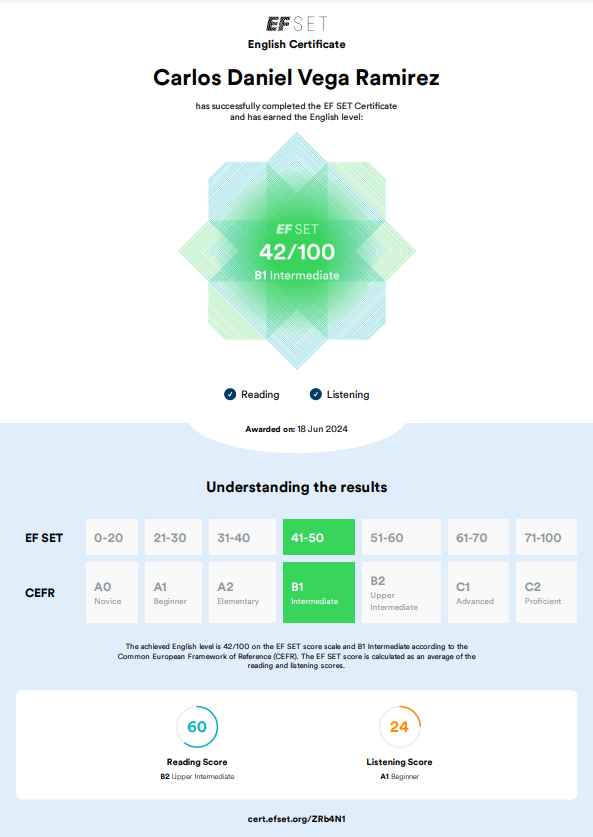 EF SET
English Certificate
Carlos Daniel Vega Ramirez
has successfully completed the EF SET Certificate
and has earned the English level:
EF SET
42/100
B1 Intermediate
Reading Listening
Awarded on: 18 Jun 2024
Understanding the results
EF SET 0-20 21-30 31-40 41-50 51-60 61-70 71-100
CEFR
A0
Novice
A1
Beginner
A2
Elementary
B1
Intermediate
B2
Upper
Intermediate
C1
Advanced
C2
Proficient
The achieved English level is 42/100 on the EF SET score scale and B1 Intermediate according to the
Common European Framework of Reference (CEFR). The EF SET score is calculated as an average of the
reading and listening scores.
60
Reading Score
B2 Upper Intermediate
24
Listening Score
A1 Beginner
cert.efset.org/ZRb4N1